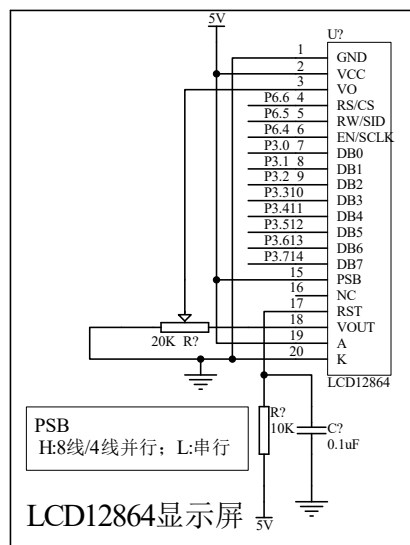 5V
U?
1 GND
2 VCC
3 VO
P6.6 4 RS/CS
P6.5 5 RW/SID
P6.4 6 EN/SCLK
P3.0 7 DB0
P3.1 8 DB1
P3.2 9 DB2
P3.310 DB3
P3.411 DB4
P3.512 DB5
P3.613 DB6
P3.714 DB7
15 PSB
16 NC
17 RST
18 VOUT
19 A
20 K
20K R?
LCD12864
PSB
H:8线/4线并行；L:串行
R?
10K
C?
0.1uF
5V
LCD12864显示屏